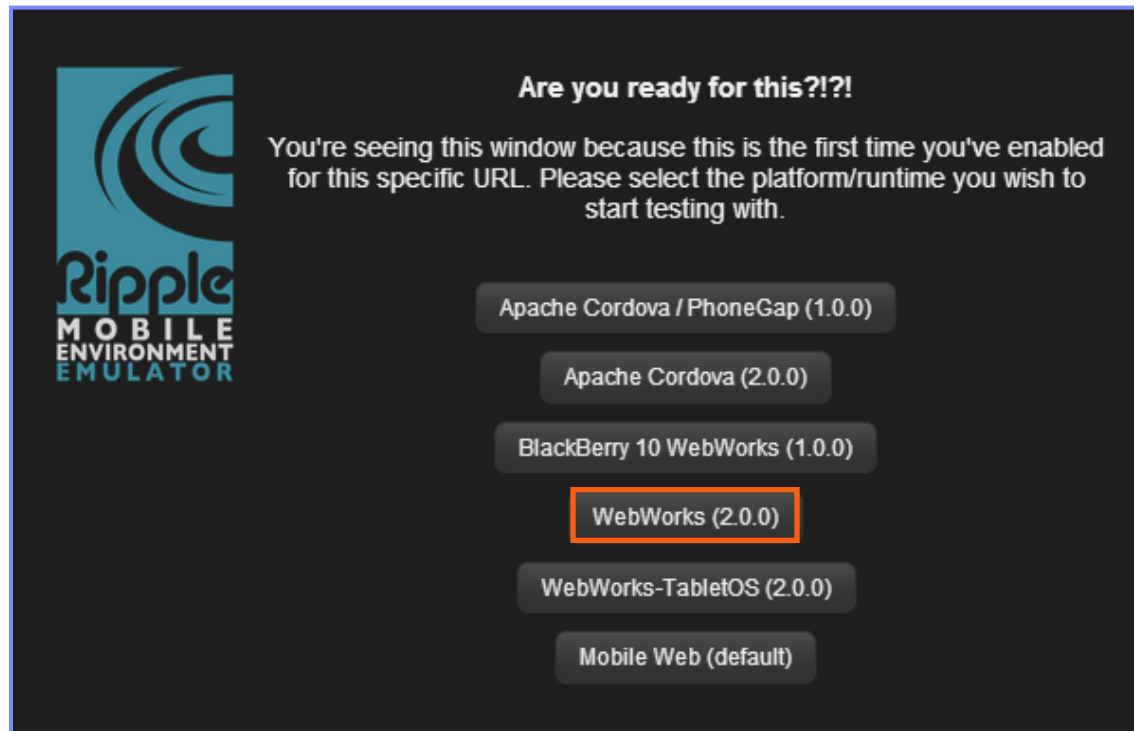 Ripple
MOBILE
ENVIRONMENT
EMULATOR
Are you ready for this?!?!
You're seeing this window because this is the first time you've enabled
for this specific URL. Please select the platform/runtime you wish to
start testing with.
Apache Cordova / PhoneGap (1.0.0)
Apache Cordova (2.0.0)
BlackBerry 10 WebWorks (1.0.0)
WebWorks (2.0.0)
WebWorks-TabletOS (2.0.0)
Mobile Web (default)